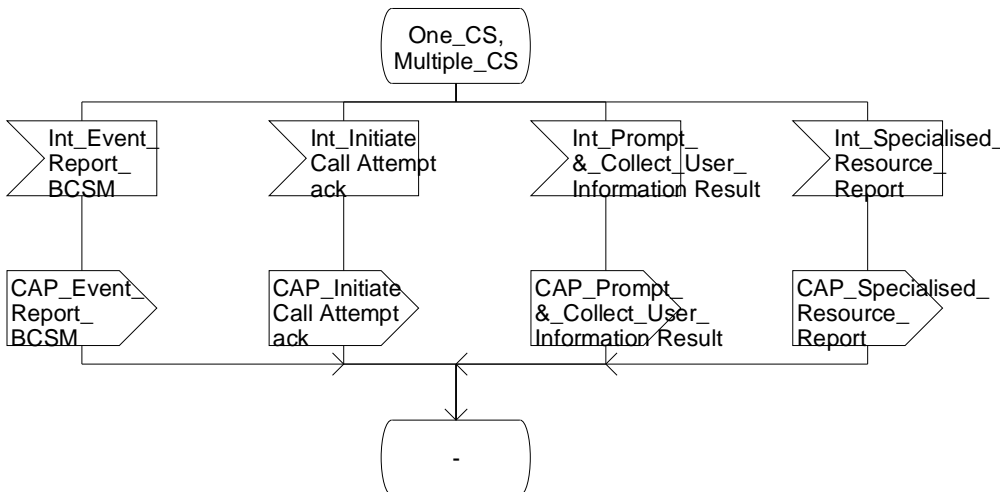 One_CS,
Multiple_CS
Int_Event_
Report_
BCSM
Int_Initiate
Call Attempt
ack
Int_Prompt_
&_Collect_User_
Information Result
Int_Specialised_
Resource_
Report
CAP_Event_
Report_
BCSM
CAP_Initiate
Call Attempt
ack
CAP_Prompt_
&_Collect_User_
Information Result
CAP_Specialised_
Resource_
Report
-